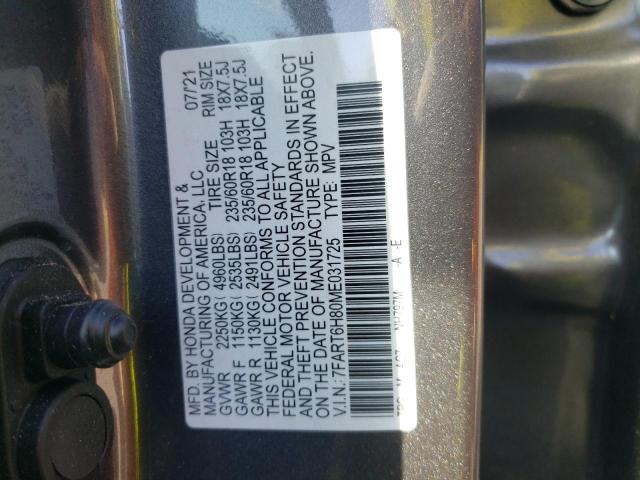 MFD. BY HONDA DEVELOPMENT & 07/'21
MANUFACTURING OF AMERICA, LLC
TIRE SIZE RIM SIZE
GVWR 2250KG ( 4960LBS)
GAWR F 1150KG ( 2535LBS) 235/60R18 103H 18X7.5J
GAWR R 1130KG ( 2491LBS) 235/60R18 103H 18X7.5J
THIS VEHICLE CONFORMS TO ALL APPLICABLE
FEDERAL MOTOR VEHICLE SAFETY
AND THEFT PREVENTION STANDARDS IN EFFECT
ON THE DATE OF MANUFACTURE SHOWN ABOVE.
V.I.N.:7FART6H80ME031725 TYPE: MPV
NH797M -A -E